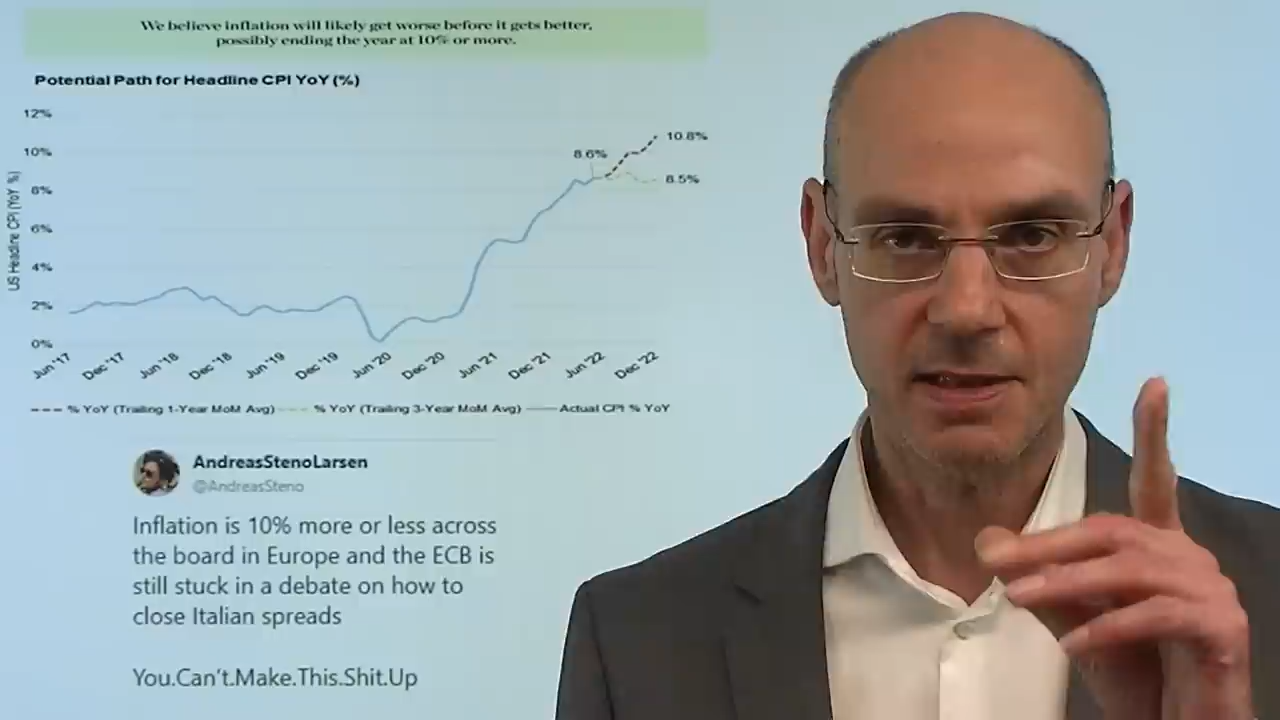 We believe inflation will likely get worse before it gets better,
possibly ending the year at 10% or more.
Potential Path for Headline CPI YoY (%)
US Headline CPI (YoY %)
12%
10%
8%
6%
4%
2%
0%
8.6%
10.8%
8.5%
Jun '17 Dec '17 Jun '18 Dec '18 Jun '19 Dec '19 Jun '20 Dec '20 Jun '21 Dec '21 Jun '22 Dec '22
% YoY (Trailing 1-Year MoM Avg) % YoY (Trailing 3-Year MoM Avg) Actual CPI % YoY
AndreasStenoLarsen
@AndreasSteno
Inflation is 10% more or less across
the board in Europe and the ECB is
still stuck in a debate on how to
close Italian spreads
You.Can't.Make.This.Shit.Up